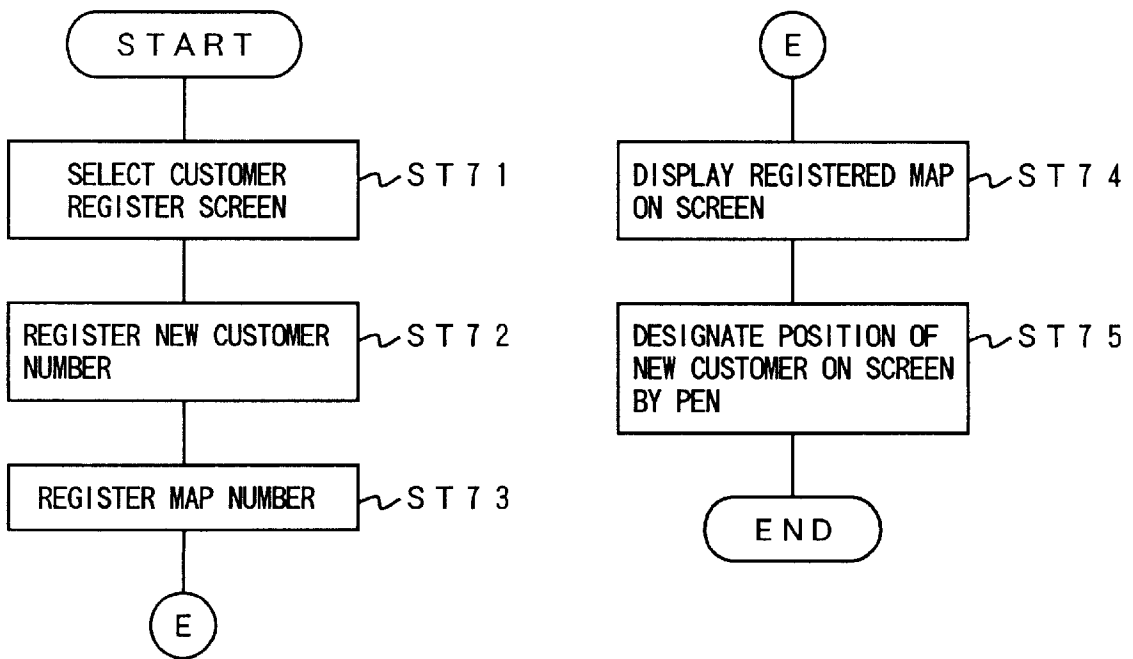 START
SELECT CUSTOMER
REGISTER SCREEN
ST71
REGISTER NEW CUSTOMER
NUMBER
ST72
REGISTER MAP NUMBER
ST73
E
E
DISPLAY REGISTERED MAP
ON SCREEN
ST74
DESIGNATE POSITION OF
NEW CUSTOMER ON SCREEN
BY PEN
ST75
END